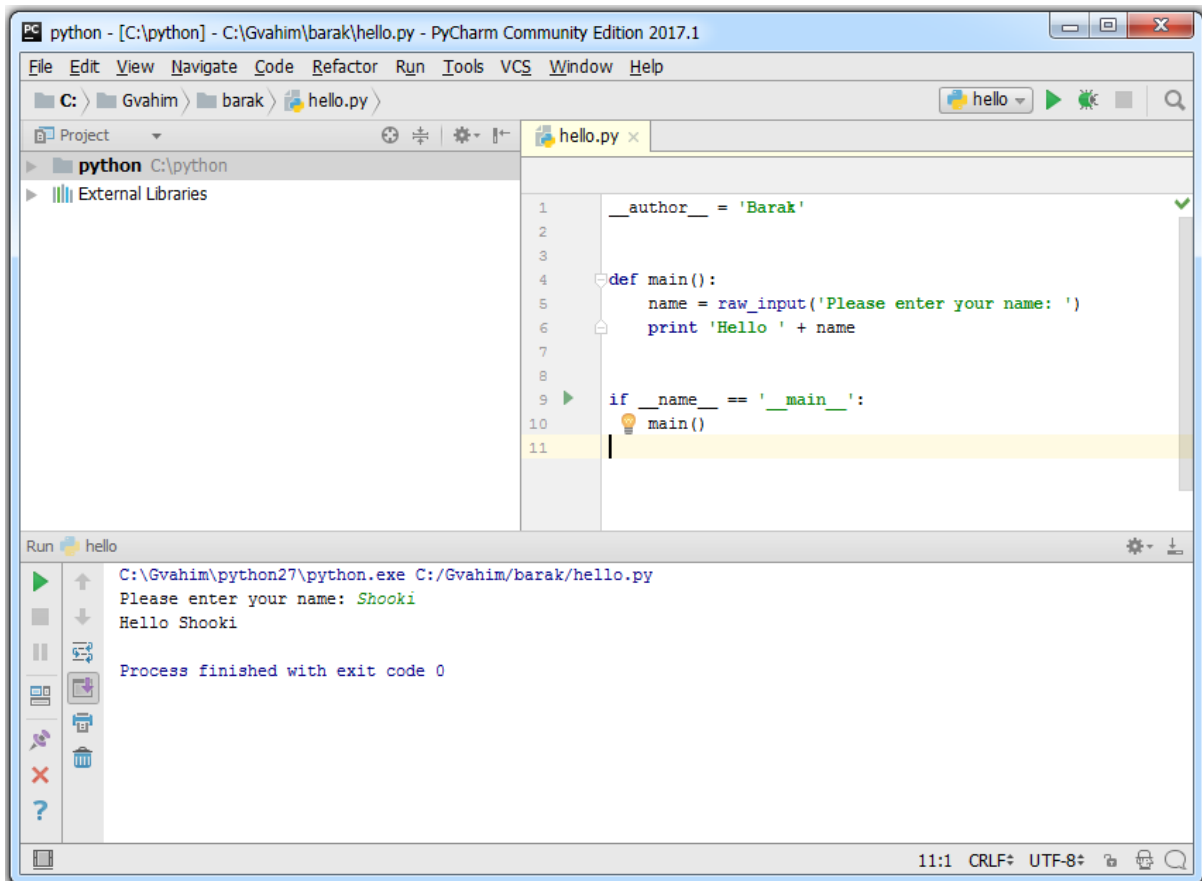 PC python - [C:\python] - C:\Gvahim\barak\hello.py - PyCharm Community Edition 2017.1
File Edit View Navigate Code Refactor Run Tools VCS Window Help
C: Gvahim barak hello.py hello
Project
hello.py
python C:\python
External Libraries
1 __author__ = 'Barak'
2
3
4 def main():
5     name = raw_input('Please enter your name: ')
6     print 'Hello ' + name
7
8
9 if __name__ == '__main__':
10     main()
11
Run hello
C:\Gvahim\python27\python.exe C:/Gvahim/barak/hello.py
Please enter your name: Shooki
Hello Shooki
Process finished with exit code 0
11:1 CRLF UTF-8